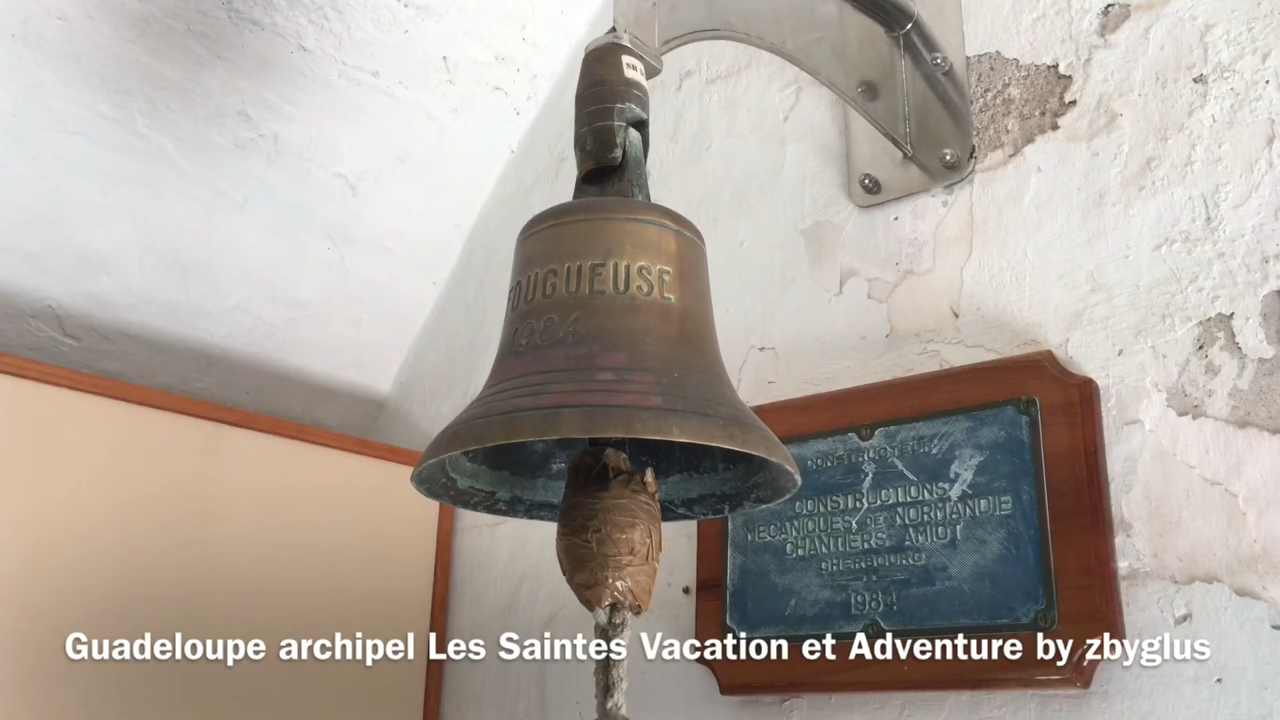 OUGUEUSE
1984
CONSTRUCTEUR
CONSTRUCTIONS
MECANIQUES DE NORMANDIE
CHANTIERS AMIOT
CHERBOURG
1984
Guadeloupe archipel Les Saintes Vacation et Adventure by zbyglus